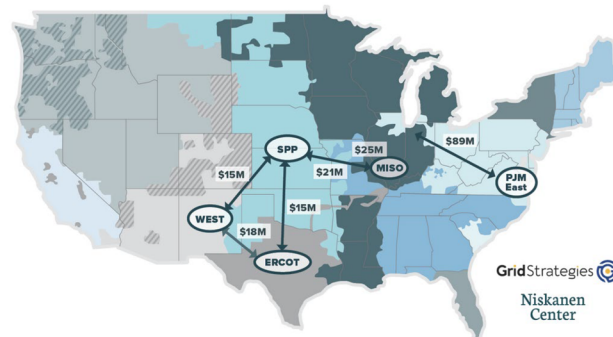 $89M
SPP
$25M
MISO
$21M
$15M
PJM
East
$15M
WEST
$18M
ERCOT
GridStrategies
Niskanen
Center